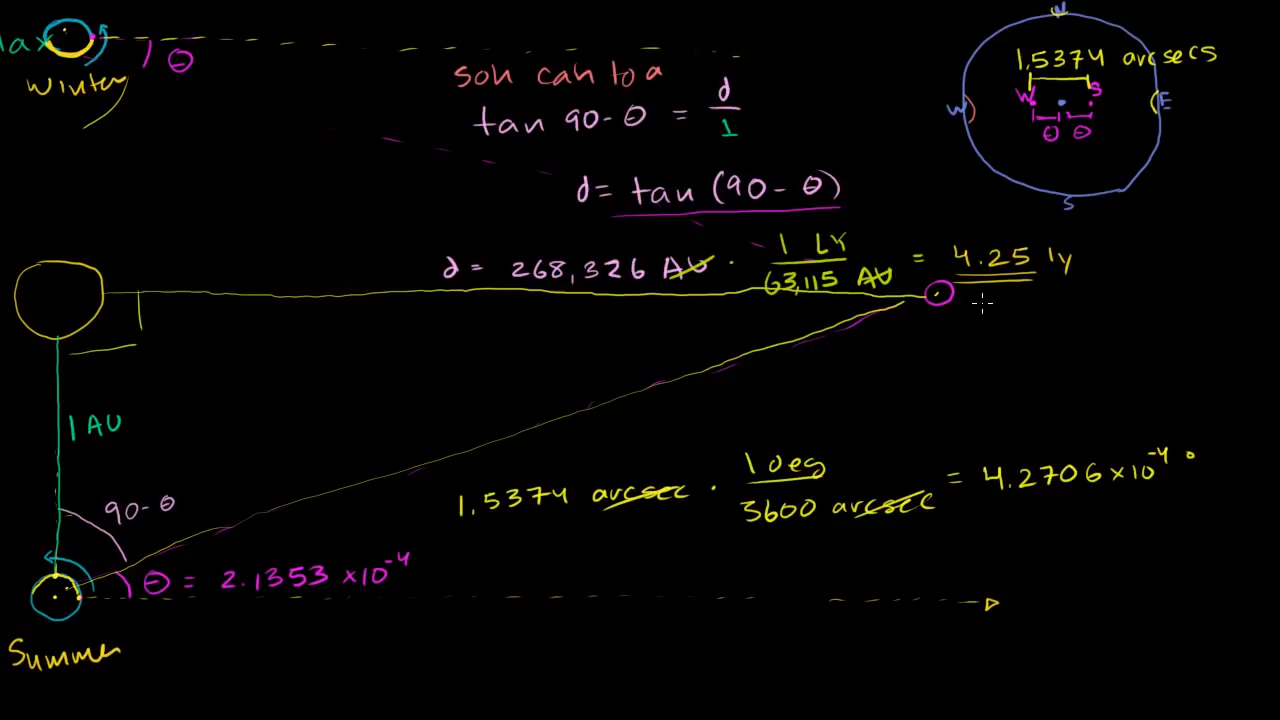 lax
Winter
θ
soh cah toa
tan 90-θ = d/1
d= tan (90-θ)
d= 268,326 AU · 1 LY/63,115 AU = 4.25 ly
N
1.5374 arcsecs
W
W
S
E
θ θ
S
1 AU
90-θ
1.5374 arcsec · 1 deg/3600 arcsec = 4.2706 x 10⁻⁴ °
θ = 2.1353 x 10⁻⁴
Summer